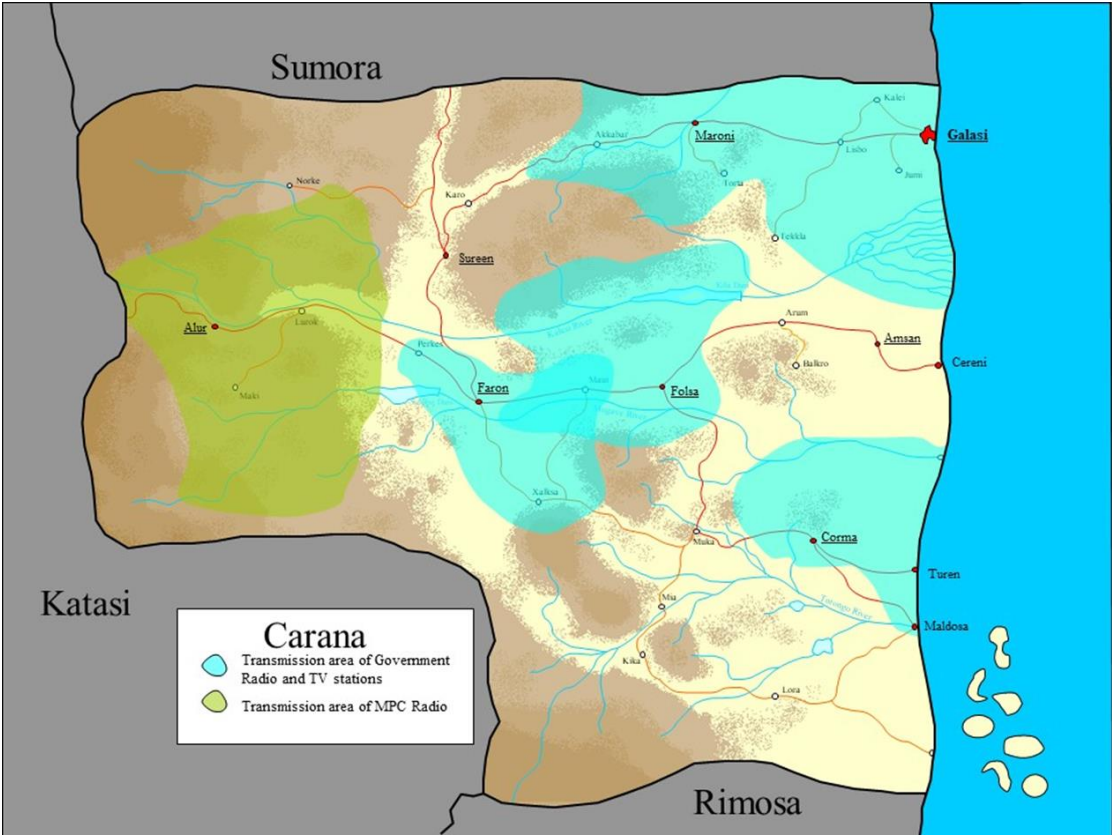 Sumora
Kalei
Galasi
Maroni
Akkabar
Lisbo
Jumi
Torta
Norke
Karo
Tekkla
Sureen
Alur
Lurok
Arum
Amsan
Cereni
Perkes
Balkro
Faron
Folsa
Maki
Xalksa
Muka
Corma
Turen
Mia
Turongo River
Maldosa
Kika
Lora
Katasi
Carana
Transmission area of Government
Radio and TV stations
Transmission area of MPC Radio
Rimosa